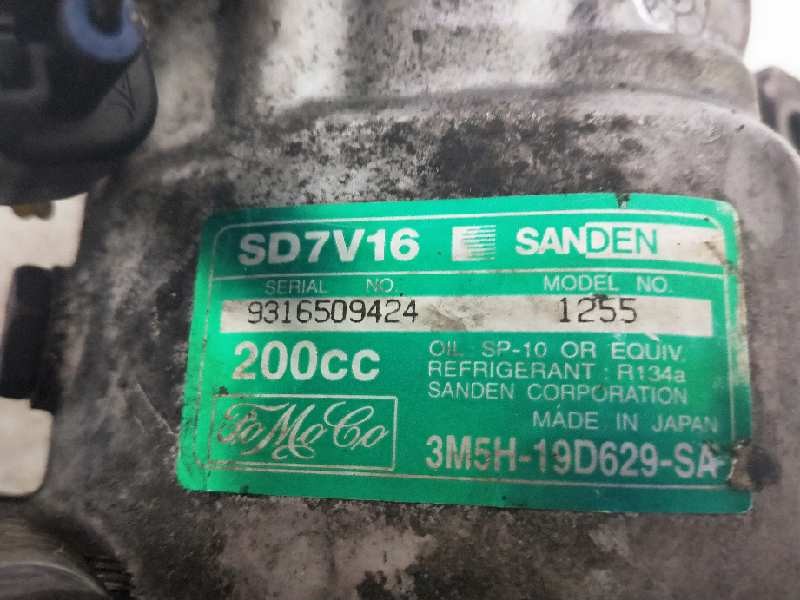 SD7V16 SANDEN
SERIAL NO. MODEL NO.
9316509424 1255
200cc OIL SP-10 OR EQUIV.
REFRIGERANT : R134a
SANDEN CORPORATION
MADE IN JAPAN
FoMoCo 3M5H-19D629-SA